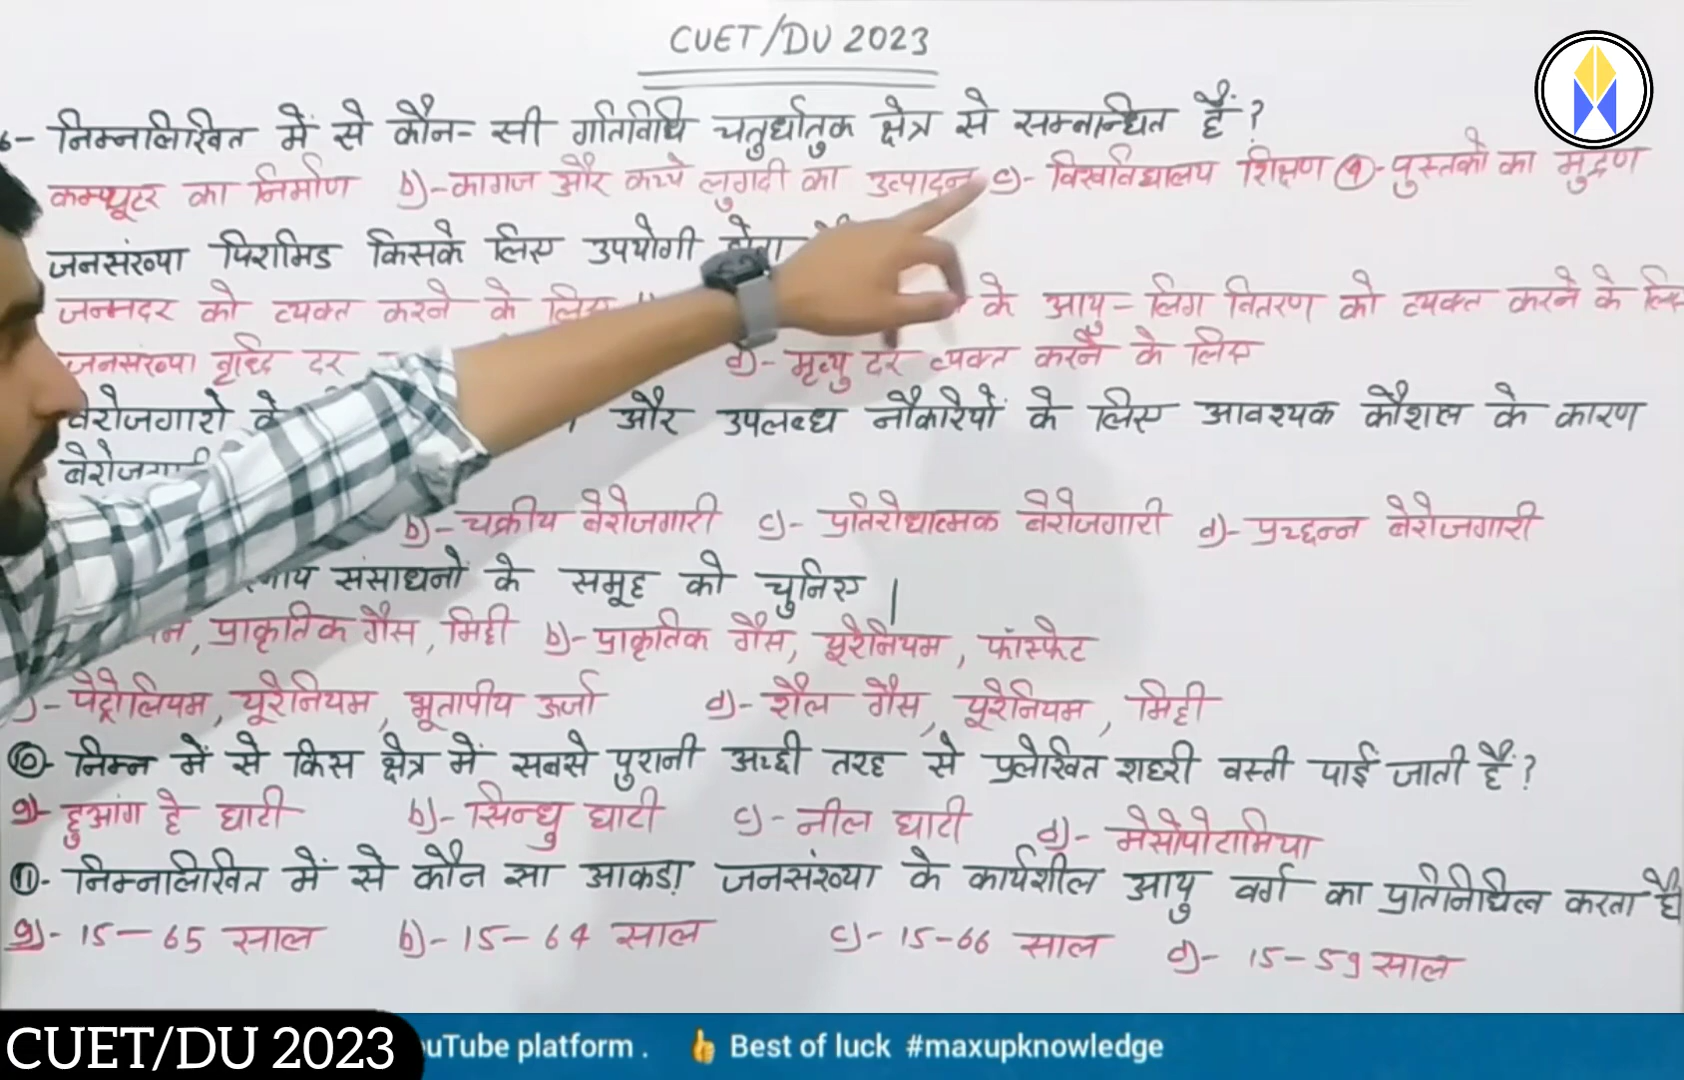 CUET/DU 2023
6- निम्नलिखित में से कौन-सी गतिविधि चतुर्धातुक क्षेत्र से सम्नान्धित हैं?
कम्प्यूटर का निर्माण b)-कागज और कच्चे लुगदी का उत्पादन c)- विश्वविद्यालय शिक्षण (d)-पुस्तकों का मुद्रण
जनसंख्या पिरामिड किसके लिए उपयोगी होता
जन्मदर को व्यक्त करने के लिए के आयु-लिंग वितरण को व्यक्त करने के लिए
जनसंख्या वृद्धि दर d)- मृत्यु दर व्यक्त करने के लिए
बेरोजगारो के और उपलब्ध नौकरियों के लिए आवश्यक कौशल के कारण
बेरोजगारी
b)-चक्रीय बेरोजगारी c)- प्रतिरोधात्मक बेरोजगारी d)-प्रच्छन्न बेरोजगारी
संसाधनो के समूह को चुनिए।
प्राकृतिक गैस, मिट्टी b)-प्राकृतिक गैस, यूरेनियम, फॉस्फेट
)-पेट्रोलियम, यूरेनियम, भूतापीय ऊर्जा d)-शैल गैस, यूरेनियम, मिट्टी
⑩- निम्न में से किस क्षेत्र में सबसे पुरानी अच्छी तरह से प्रलेखित शहरी वस्ती पाई जाती हैं?
a)- हुआंग हे घाटी b)-सिन्धु घाटी c)-नील घाटी d)- मेसोपोटामिया
⑪- निम्नलिखित में से कौन सा आकडा़ जनसंख्या के कार्यशील आयु वर्ग का प्रतिनिधित्व करता है
a)- 15-65 साल b)-15-64 साल c)-15-66 साल d)- 15-59 साल
CUET/DU 2023 uTube platform. 👍 Best of luck #maxupknowledge